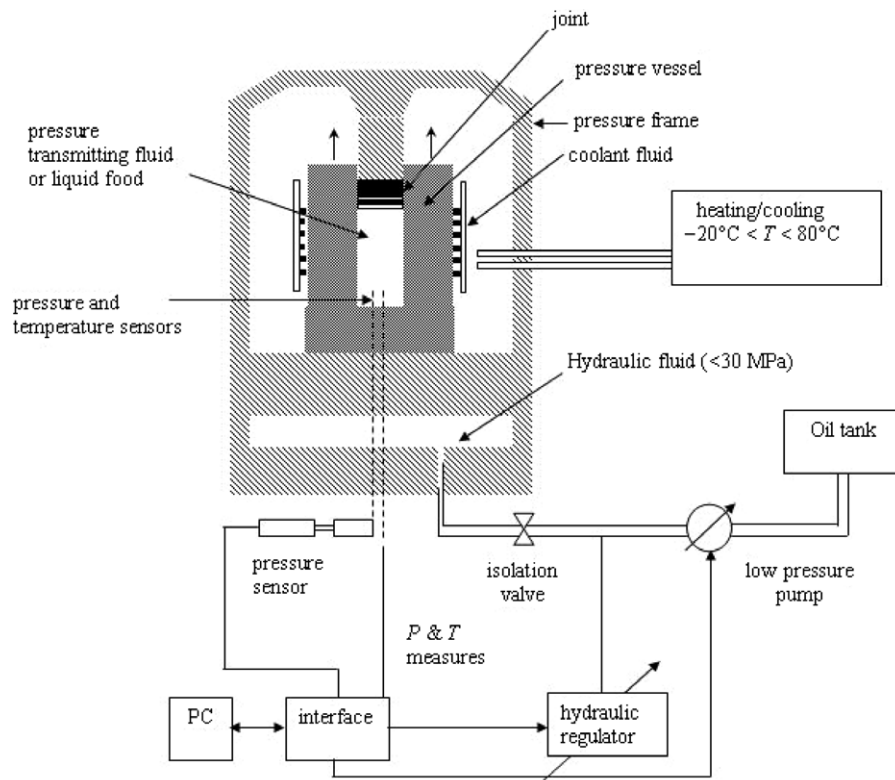 joint
pressure vessel
pressure frame
coolant fluid
pressure
transmitting fluid
or liquid food
heating/cooling
−20°C < T < 80°C
pressure and
temperature sensors
Hydraulic fluid (<30 MPa)
Oil tank
pressure
sensor
isolation
valve
low pressure
pump
P & T
measures
PC
interface
hydraulic
regulator